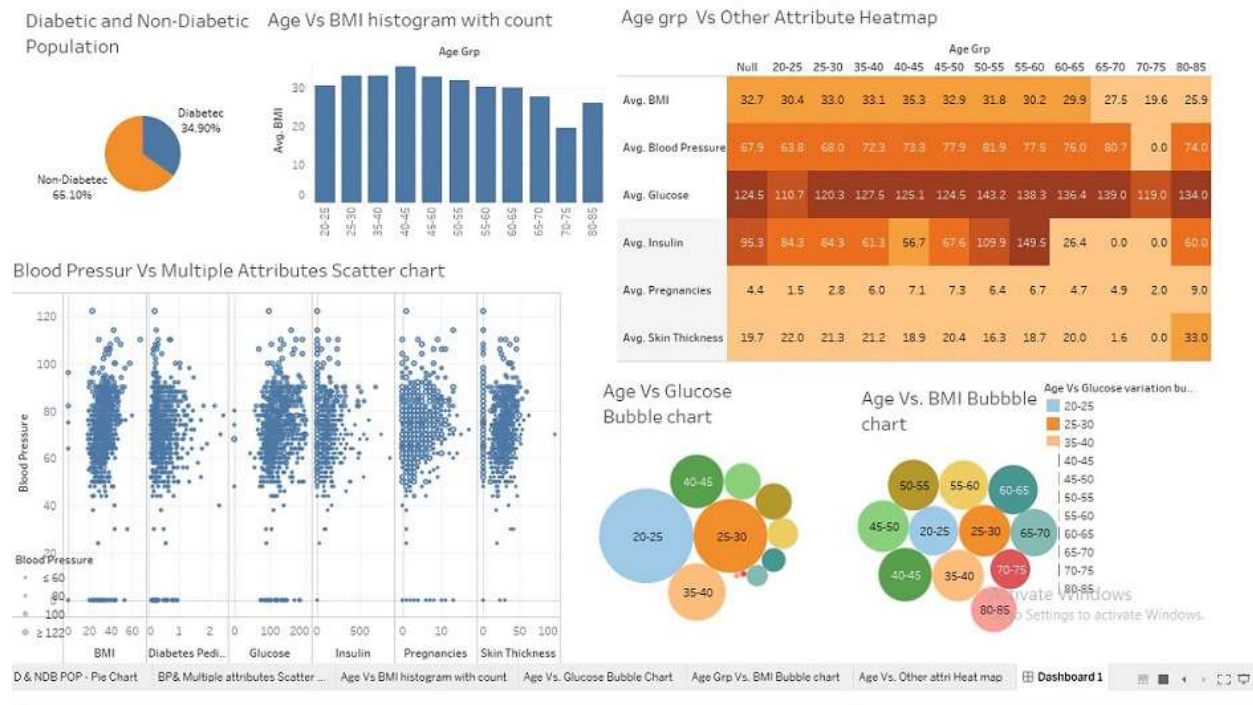 Diabetic and Non-Diabetic
Population
Diabetec
34.90%
Non-Diabetec
65.10%
Age Vs BMI histogram with count
Age Grp
Avg. BMI
30
20
10
0
20-25
25-30
35-40
40-45
45-50
50-55
55-60
60-65
65-70
70-75
80-85
Age grp Vs Other Attribute Heatmap
Age Grp
Null 20-25 25-30 35-40 40-45 45-50 50-55 55-60 60-65 65-70 70-75 80-85
Avg. BMI 32.7 30.4 33.0 33.1 35.3 32.9 31.8 30.2 29.9 27.5 19.6 25.9
Avg. Blood Pressure 67.9 63.8 68.0 72.3 73.3 77.9 81.9 77.5 76.0 80.7 0.0 74.0
Avg. Glucose 124.5 110.7 120.3 127.5 125.1 124.5 143.2 138.3 136.4 139.0 119.0 134.0
Avg. Insulin 95.3 84.3 84.3 61.3 56.7 67.6 109.9 149.5 26.4 0.0 0.0 60.0
Avg. Pregnancies 4.4 1.5 2.8 6.0 7.1 7.3 6.4 6.7 4.7 4.9 2.0 9.0
Avg. Skin Thickness 19.7 22.0 21.3 21.2 18.9 20.4 16.3 18.7 20.0 1.6 0.0 33.0
Blood Pressur Vs Multiple Attributes Scatter chart
Blood Pressure
120
100
80
60
40
20
0
Blood Pressure
≤ 60
80
100
≥ 122
0 20 40 60 0 1 2 0 100 200 0 500 0 10 0 50 100
BMI Diabetes Pedi.. Glucose Insulin Pregnancies Skin Thickness
Age Vs Glucose
Bubble chart
40-45
20-25
25-30
35-40
Age Vs. BMI Bubbble
chart
50-55
55-60
60-65
45-50
20-25
25-30
65-70
40-45
35-40
70-75
80-85
Age Vs Glucose variation bu..
20-25
25-30
35-40
40-45
45-50
50-55
55-60
60-65
65-70
70-75
80-85
Activate Windows
Go to Settings to activate Windows.
D & NDB POP - Pie Chart BP& Multiple attributes Scatter ... Age Vs BMI histogram with count Age Vs. Glucose Bubble Chart Age Grp Vs. BMI Bubble chart Age Vs. Other attri Heat map Dashboard 1